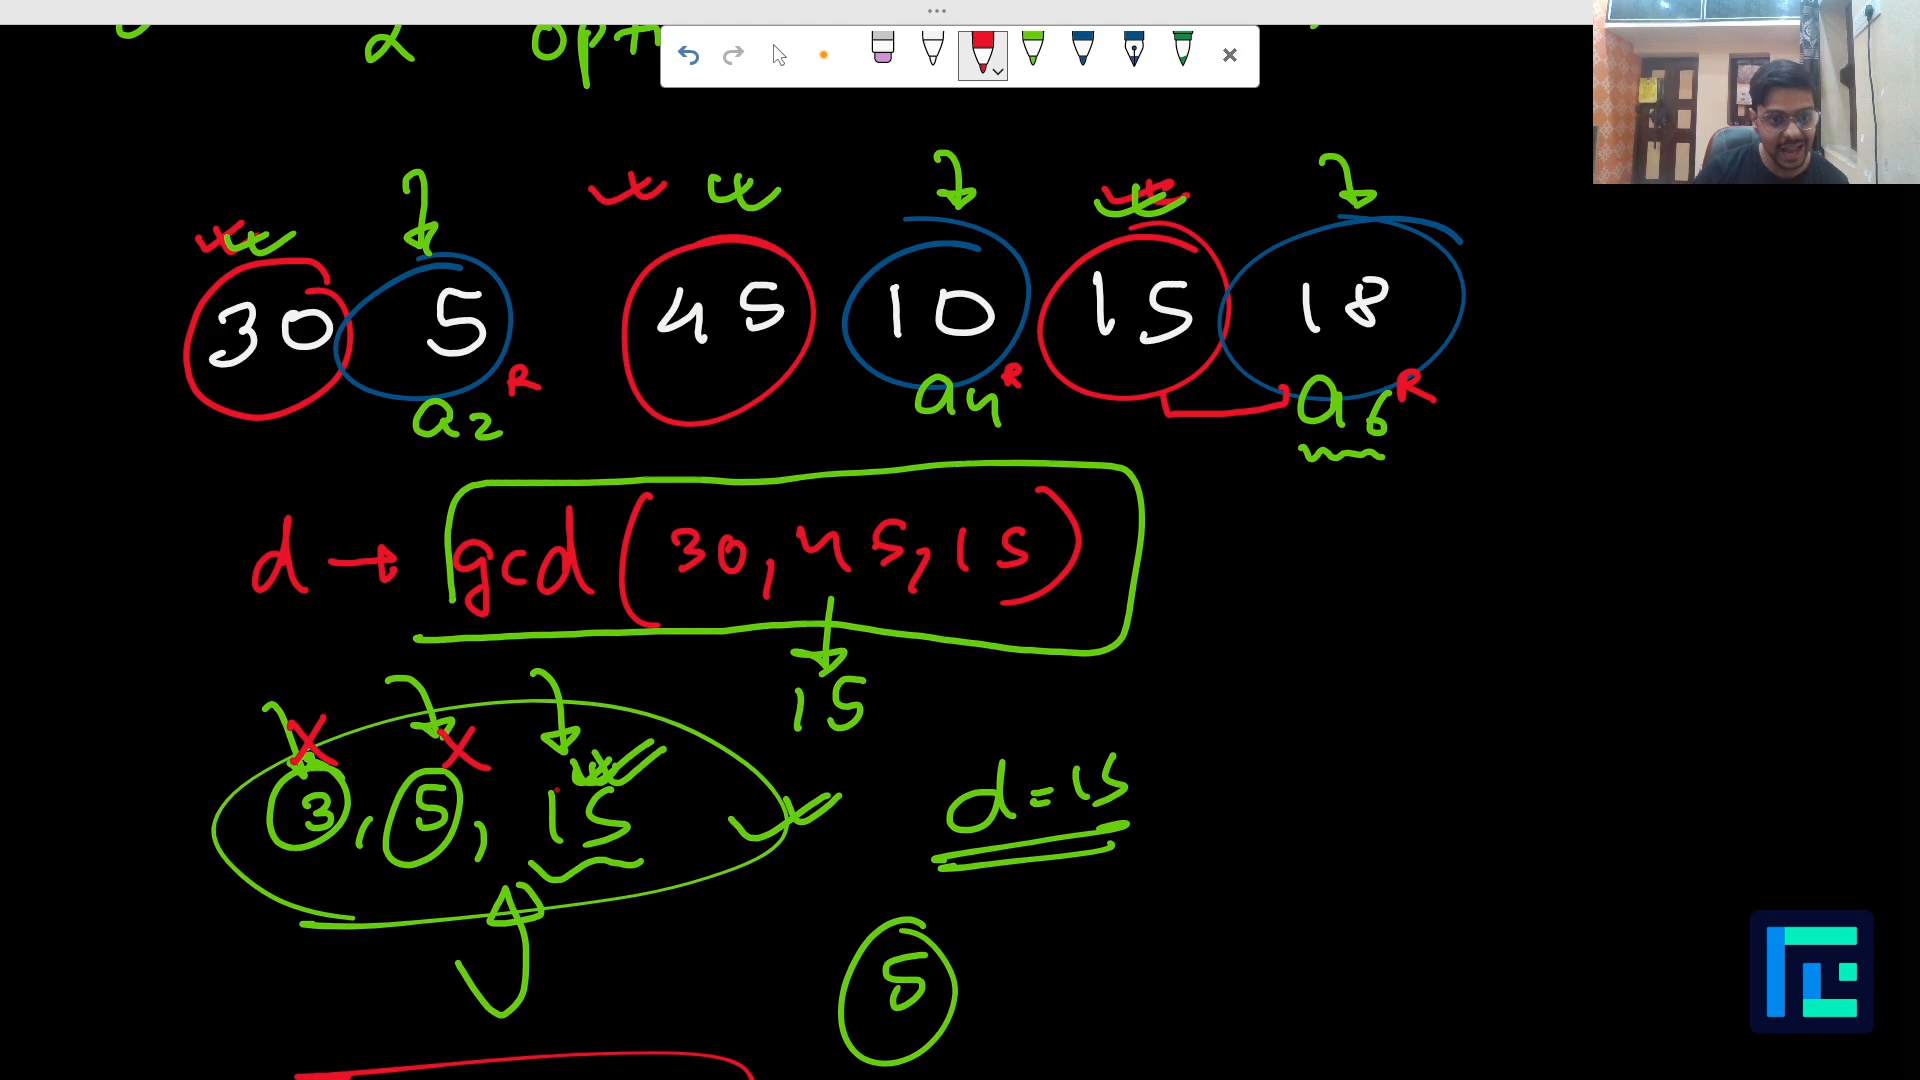 2
30 5 45 10 15 18
a2 R a4 R a6 R
d → gcd(30,45,15)
15
3, 5, 15
d=15
5